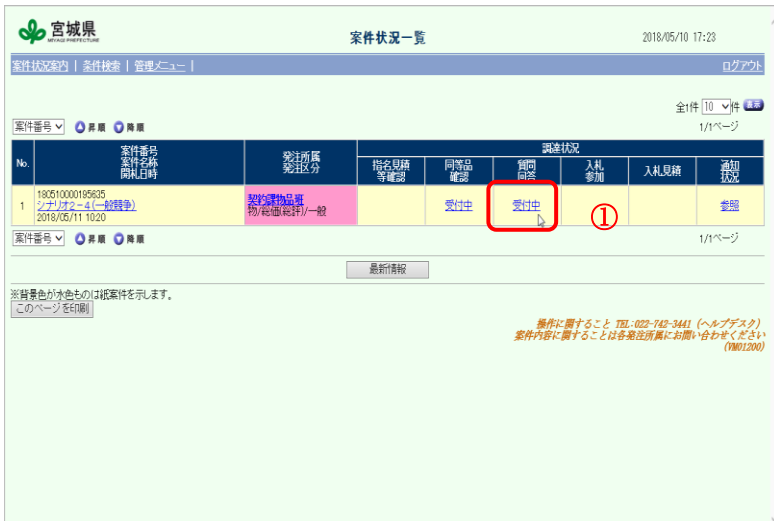 宮城県
MIYAGI PREFECTURE
案件状況一覧
2018/05/10 17:23
案件状況案内 | 条件検索 | 管理メニュー |
ログアウト
全1件 10 件 表示
案件番号 昇順 降順
1/1ページ
No.
案件番号
案件名称
開札日時
発注所属
発注区分
調達状況
指名見積
等確認
同等品
確認
質問
回答
入札
参加
入札見積
通知
状況
1
180510000195635
シナリオ2－4(一般競争)
2018/05/11 10:20
契約課物品班
物/総価(総評)/一般
受付中
受付中
①
参照
案件番号 昇順 降順
1/1ページ
最新情報
※背景色が水色ものは紙案件を示します。
このページを印刷
操作に関すること TEL:022-742-3441 (ヘルプデスク)
案件内容に関することは各発注所属にお問い合わせください
(VM01200)